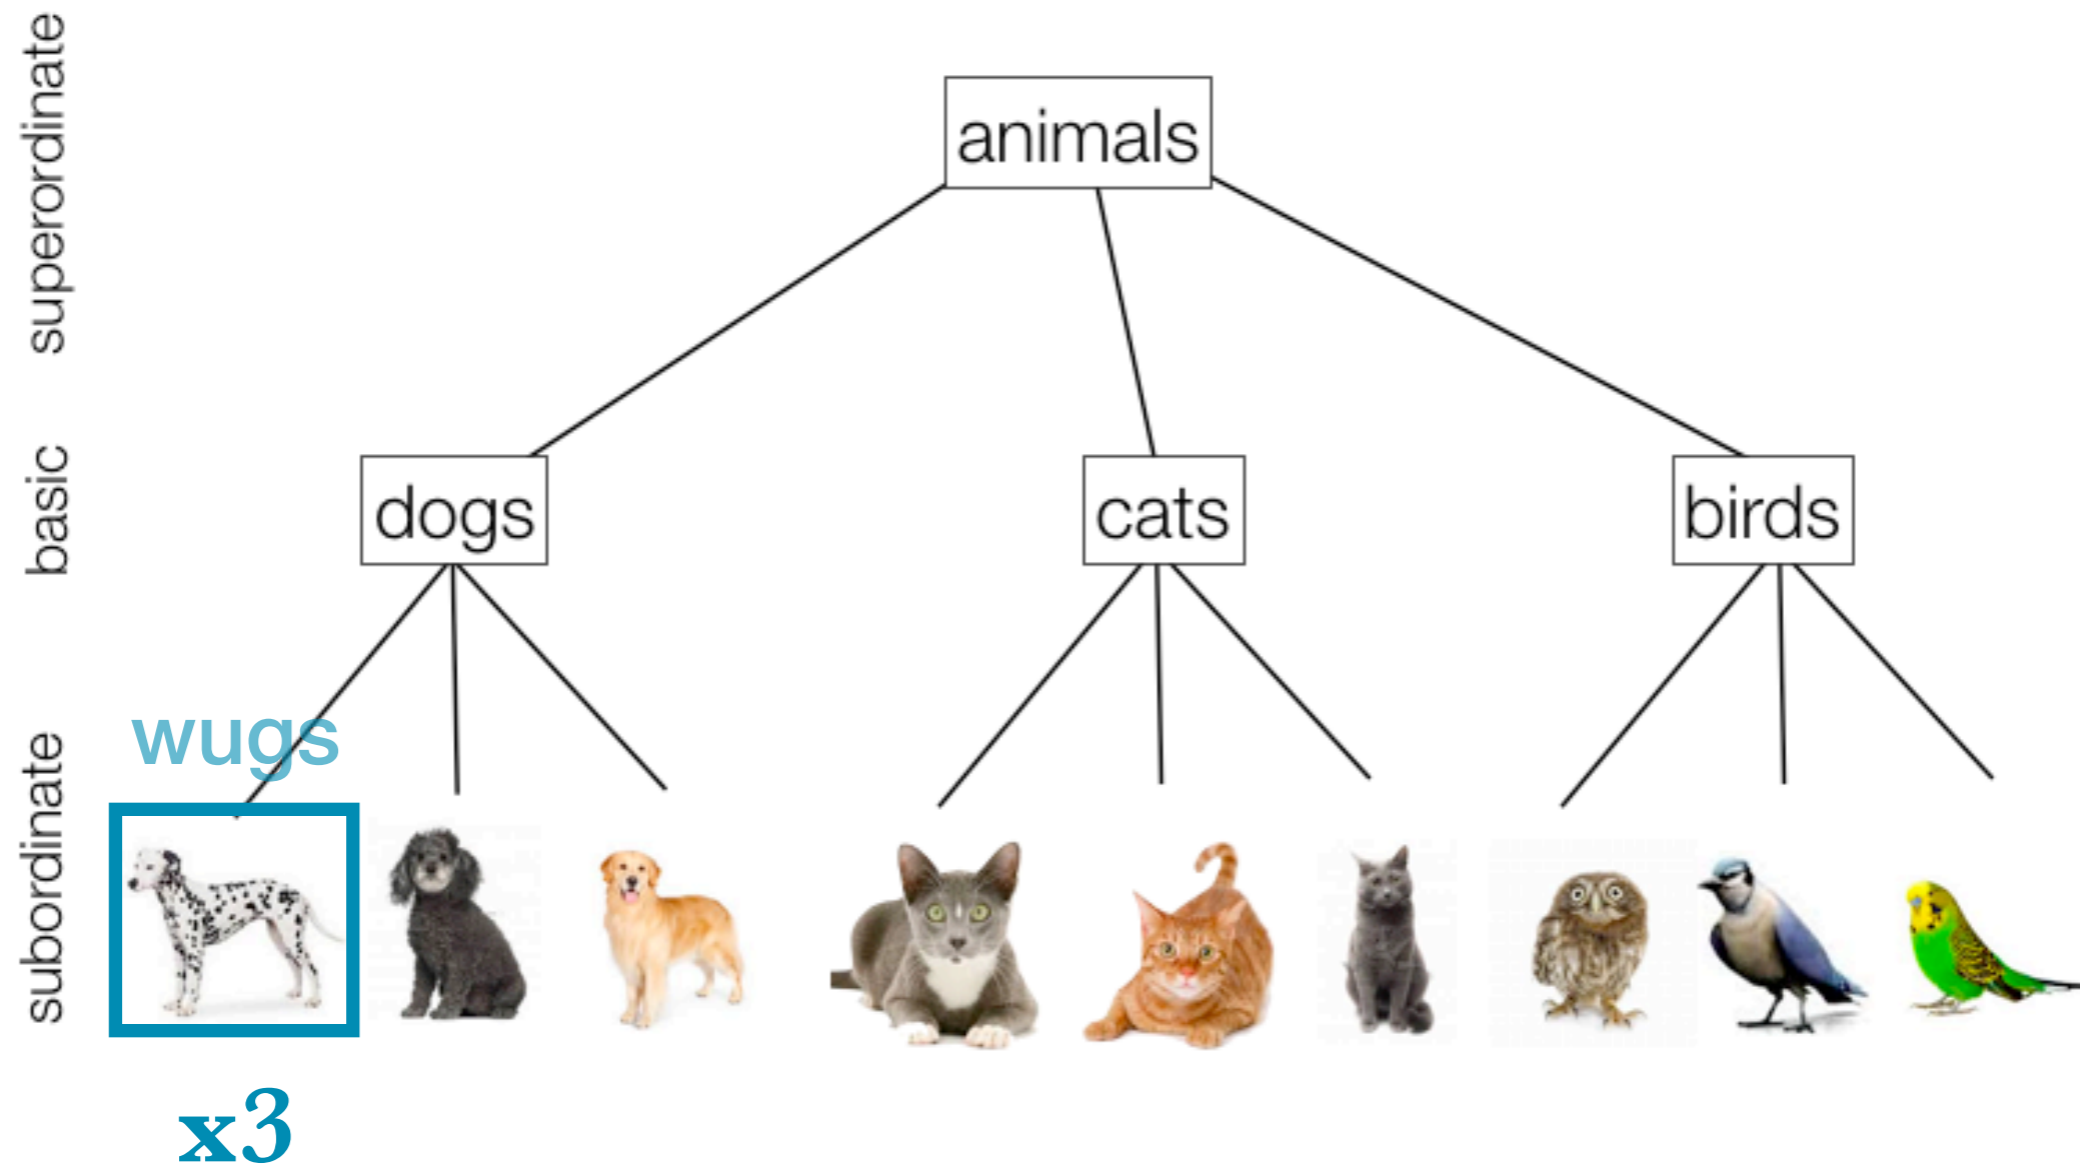 superordinate
animals
basic
dogs
cats
birds
subordinate
wugs
x3